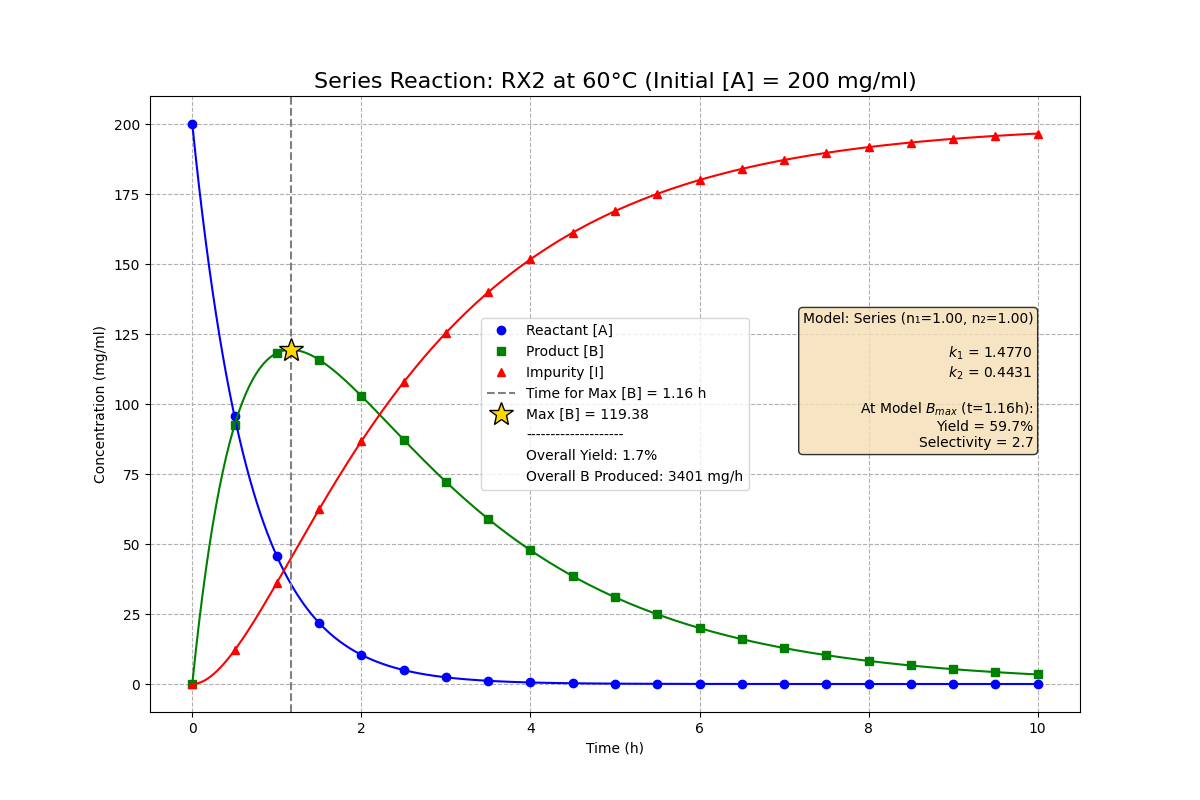 Series Reaction: RX2 at 60°C (Initial [A] = 200 mg/ml)
Concentration (mg/ml)
200
175
150
125
100
75
50
25
0
Reactant [A]
Product [B]
Impurity [I]
Time for Max [B] = 1.16 h
Max [B] = 119.38
--------------------
Overall Yield: 1.7%
Overall B Produced: 3401 mg/h
Model: Series (n₁=1.00, n₂=1.00)
k₁ = 1.4770
k₂ = 0.4431
At Model Bₘₐₓ (t=1.16h):
Yield = 59.7%
Selectivity = 2.7
0 2 4 6 8 10
Time (h)